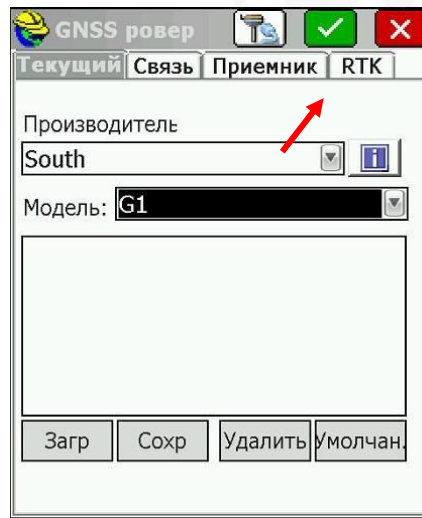 GNSS ровер
Текущий Связь Приемник RTK
Производитель
South
Модель: G1
Загр Сохр Удалить Умолчан.